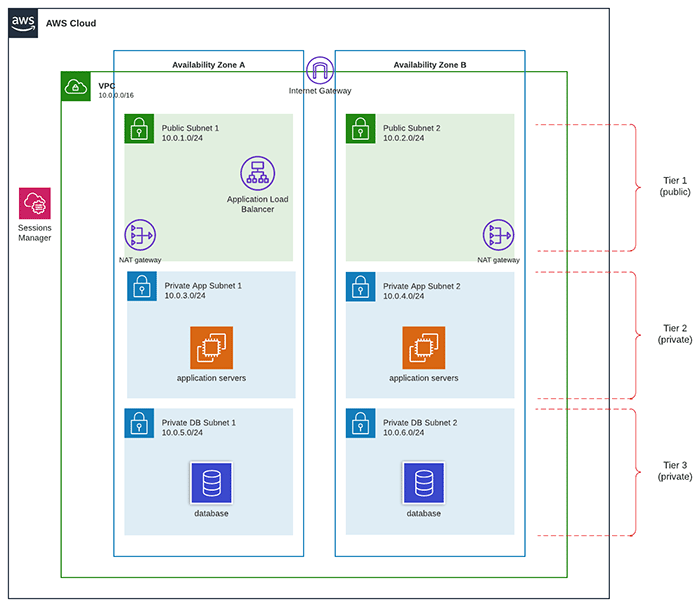 aws
AWS Cloud
Availability Zone A
Availability Zone B
Internet Gateway
VPC
10.0.0.0/16
Public Subnet 1
10.0.1.0/24
Public Subnet 2
10.0.2.0/24
Application Load
Balancer
Tier 1
(public)
Sessions
Manager
NAT gateway
NAT gateway
Private App Subnet 1
10.0.3.0/24
Private App Subnet 2
10.0.4.0/24
application servers
application servers
Tier 2
(private)
Private DB Subnet 1
10.0.5.0/24
Private DB Subnet 2
10.0.6.0/24
database
database
Tier 3
(private)